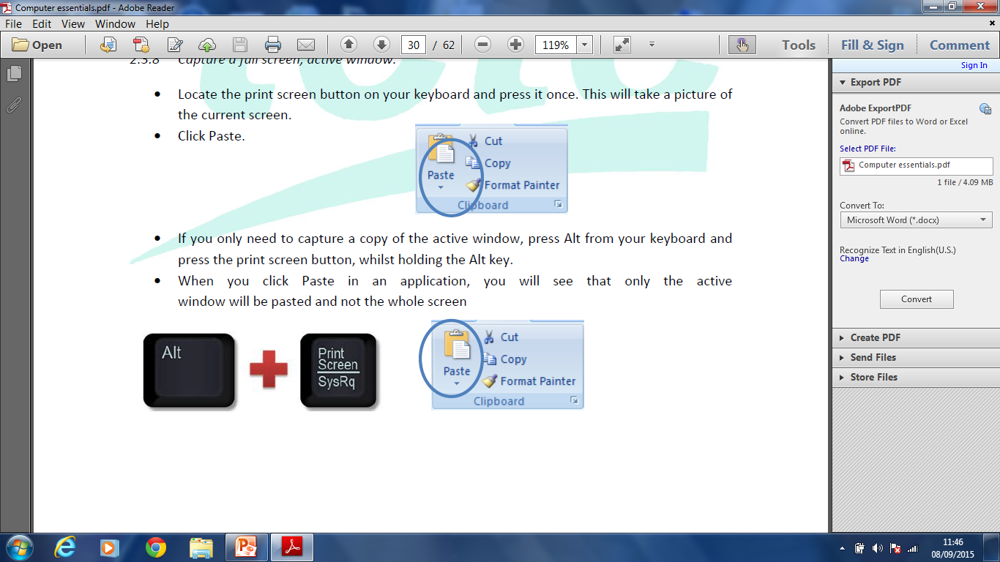 Computer essentials.pdf - Adobe Reader
File Edit View Window Help
Open 30 / 62 119% Tools Fill & Sign Comment
2.3.8 Capture a full screen, active window.
• Locate the print screen button on your keyboard and press it once. This will take a picture of
the current screen.
• Click Paste.
Cut
Copy
Paste
Format Painter
Clipboard
• If you only need to capture a copy of the active window, press Alt from your keyboard and
press the print screen button, whilst holding the Alt key.
• When you click Paste in an application, you will see that only the active
window will be pasted and not the whole screen
Alt
Print
Screen
SysRq
Cut
Copy
Paste
Format Painter
Clipboard
Sign In
Export PDF
Adobe ExportPDF
Convert PDF files to Word or Excel
online.
Select PDF File:
Computer essentials.pdf
1 file / 4.09 MB
Convert To:
Microsoft Word (*.docx)
Recognize Text in English(U.S.)
Change
Convert
Create PDF
Send Files
Store Files
11:46
08/09/2015